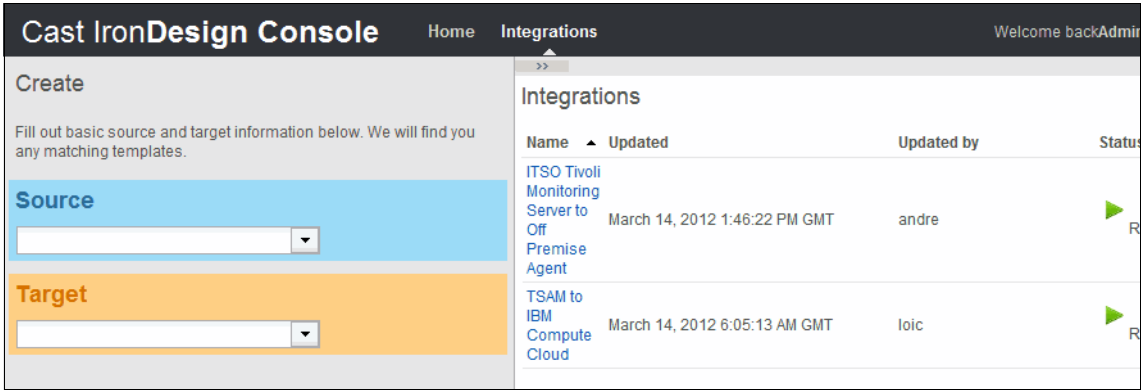 Cast IronDesign Console Home Integrations Welcome backAdmin
>>
Create
Fill out basic source and target information below. We will find you
any matching templates.
Source
Target
Integrations
Name Updated Updated by Status
ITSO Tivoli
Monitoring
Server to
Off
Premise
Agent
March 14, 2012 1:46:22 PM GMT andre R
TSAM to
IBM
Compute
Cloud
March 14, 2012 6:05:13 AM GMT loic R